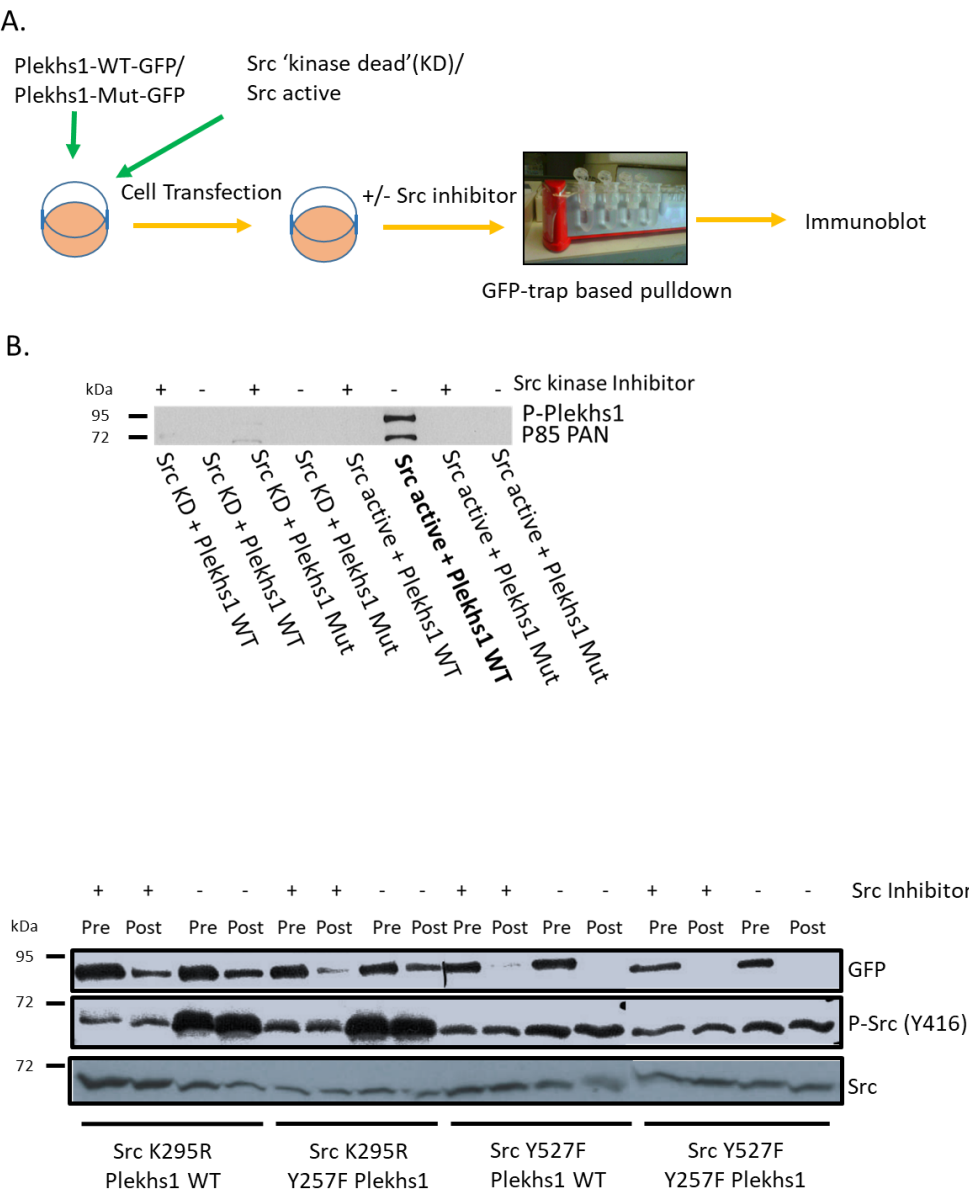 A.
Plekhs1-WT-GFP/
Plekhs1-Mut-GFP
Src ‘kinase dead’(KD)/
Src active
Cell Transfection
+/- Src inhibitor
Immunoblot
GFP-trap based pulldown
B.
kDa + - + - + - + - Src kinase Inhibitor
95 P-Plekhs1
72 P85 PAN
Src KD + Plekhs1 WT
Src KD + Plekhs1 WT
Src KD + Plekhs1 Mut
Src KD + Plekhs1 Mut
Src active + Plekhs1 WT
Src active + Plekhs1 WT
Src active + Plekhs1 Mut
Src active + Plekhs1 Mut
+ + - - + + - - + + - - + + - - Src Inhibitor
kDa Pre Post Pre Post Pre Post Pre Post Pre Post Pre Post Pre Post Pre Post
95 GFP
72 P-Src (Y416)
72 Src
Src K295R Src K295R Src Y527F Src Y527F
Plekhs1 WT Y257F Plekhs1 Plekhs1 WT Y257F Plekhs1